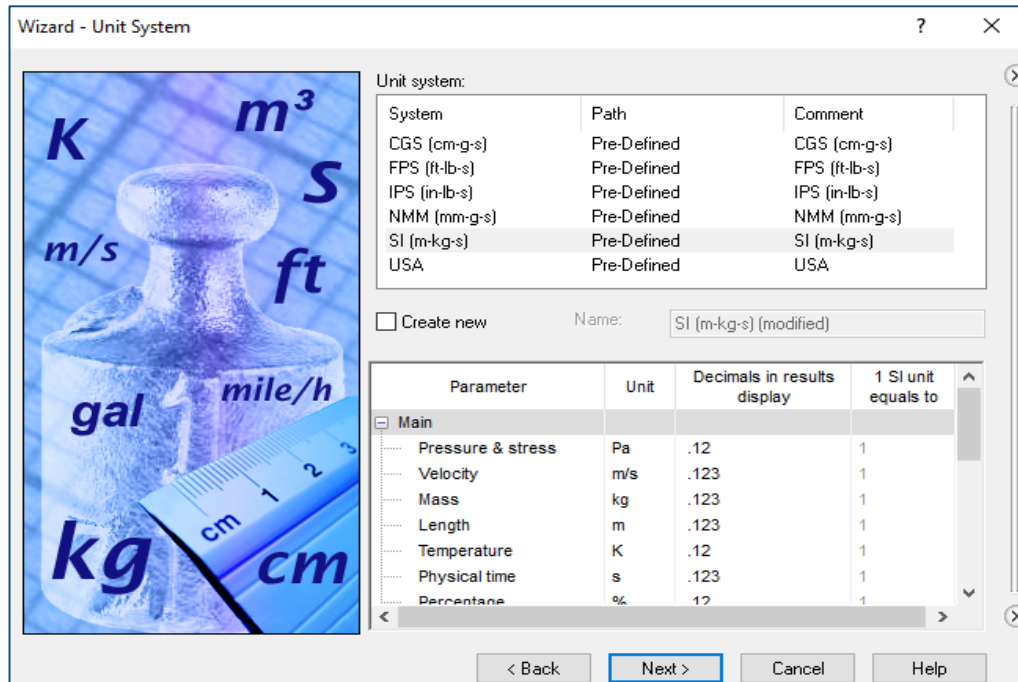 Wizard - Unit System ? ×
K
m³
s
m/s
ft
gal
mile/h
1
2
3
cm
kg
cm
Unit system:
System Path Comment
CGS (cm-g-s) Pre-Defined CGS (cm-g-s)
FPS (ft-lb-s) Pre-Defined FPS (ft-lb-s)
IPS (in-lb-s) Pre-Defined IPS (in-lb-s)
NMM (mm-g-s) Pre-Defined NMM (mm-g-s)
SI (m-kg-s) Pre-Defined SI (m-kg-s)
USA Pre-Defined USA
Create new Name: SI (m-kg-s) (modified)
Parameter Unit Decimals in results display 1 SI unit equals to
Main
Pressure & stress Pa .12 1
Velocity m/s .123 1
Mass kg .123 1
Length m .123 1
Temperature K .12 1
Physical time s .123 1
Percentage % .12 1
< Back Next > Cancel Help